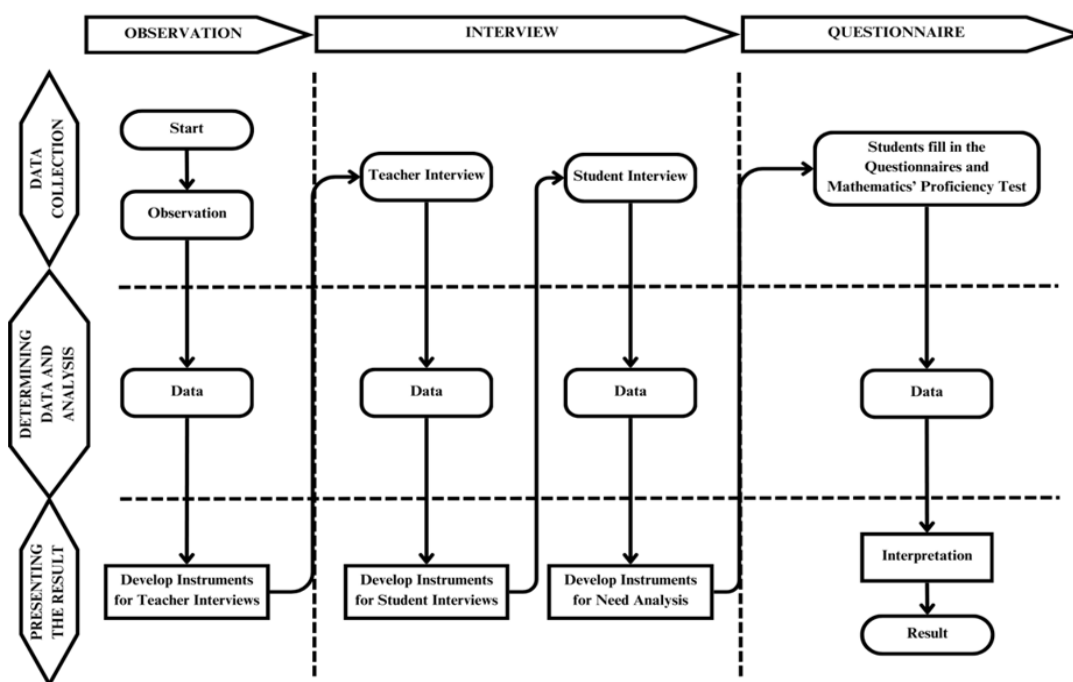 OBSERVATION
INTERVIEW
QUESTIONNAIRE
DATA
COLLECTION
Start
Observation
Teacher Interview
Student Interview
Students fill in the
Questionnaires and
Mathematics’ Proficiency Test
DETERMINING
DATA AND
ANALYSIS
Data
Data
Data
Data
PRESENTING
THE RESULT
Develop Instruments
for Teacher Interviews
Develop Instruments
for Student Interviews
Develop Instruments
for Need Analysis
Interpretation
Result